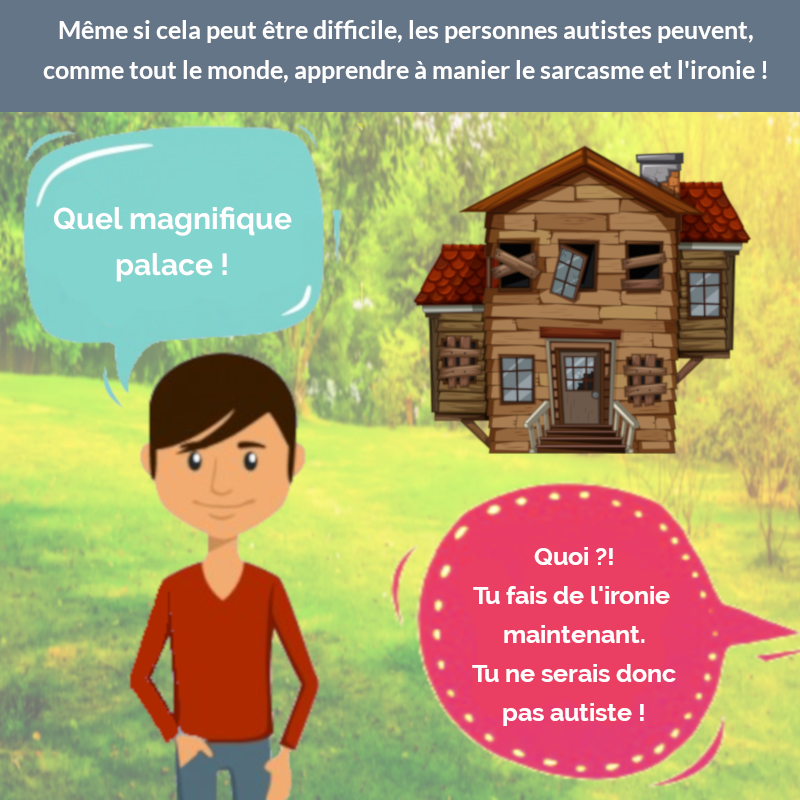 Même si cela peut être difficile, les personnes autistes peuvent,
comme tout le monde, apprendre à manier le sarcasme et l'ironie !
Quel magnifique
palace !
Quoi ?!
Tu fais de l'ironie
maintenant.
Tu ne serais donc
pas autiste !